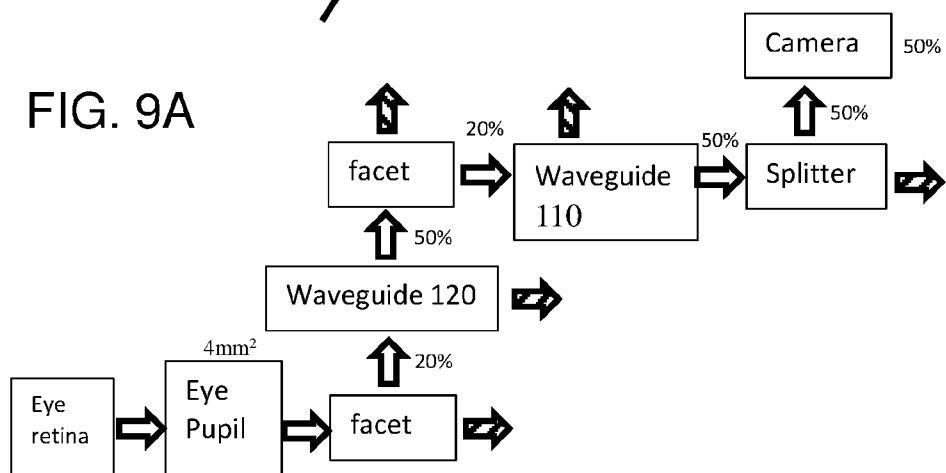 Camera 50%
FIG. 9A
50%
20%
50%
facet
Waveguide
110
Splitter
50%
Waveguide 120
4mm²
20%
Eye
retina
Eye
Pupil
facet